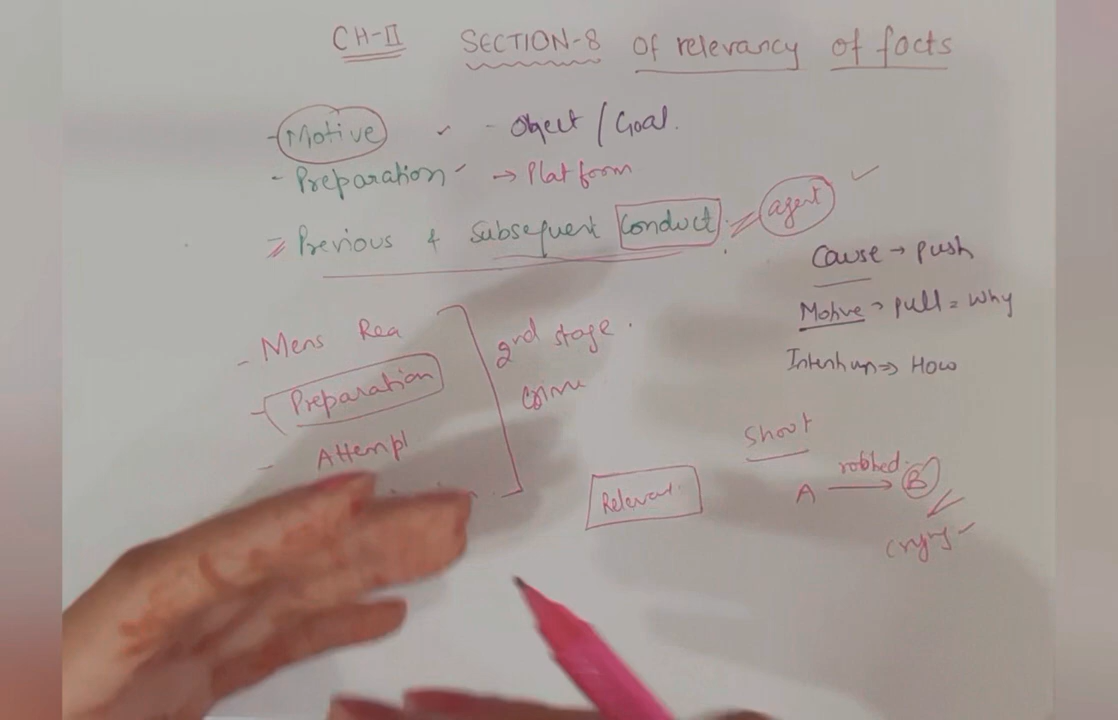 CH-II SECTION-8 of relevancy of facts
- Motive ✓ - Object / Goal.
- Preparation → Platform
Previous & Subsequent Conduct. agent ✓
Cause → push
Motive → pull = Why
Intention ⇒ How
- Mens Rea
- Preparation
- Attempt
2nd stage.
crime
Shoot
A robbed → B
crying
Relevant.